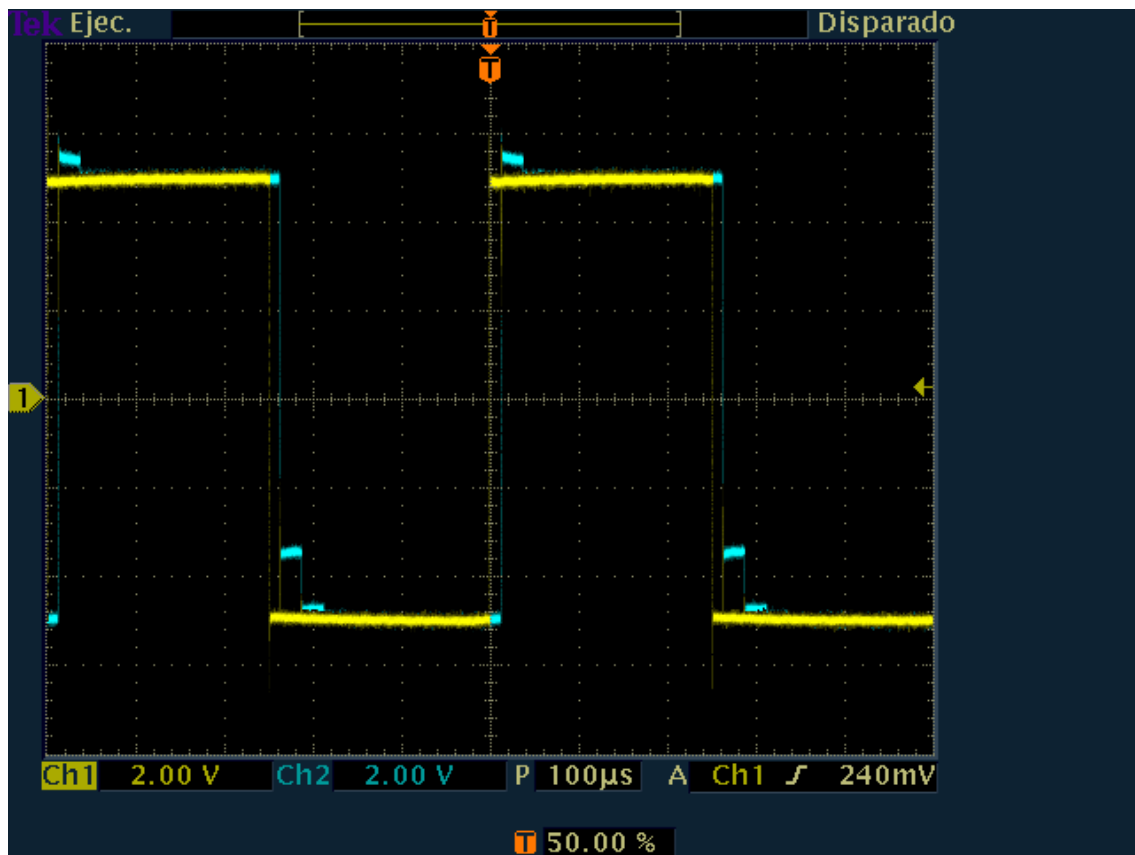 Tek Ejec. Disparado
T
T
1
Ch1 2.00 V Ch2 2.00 V P 100µs A Ch1 240mV
T 50.00 %